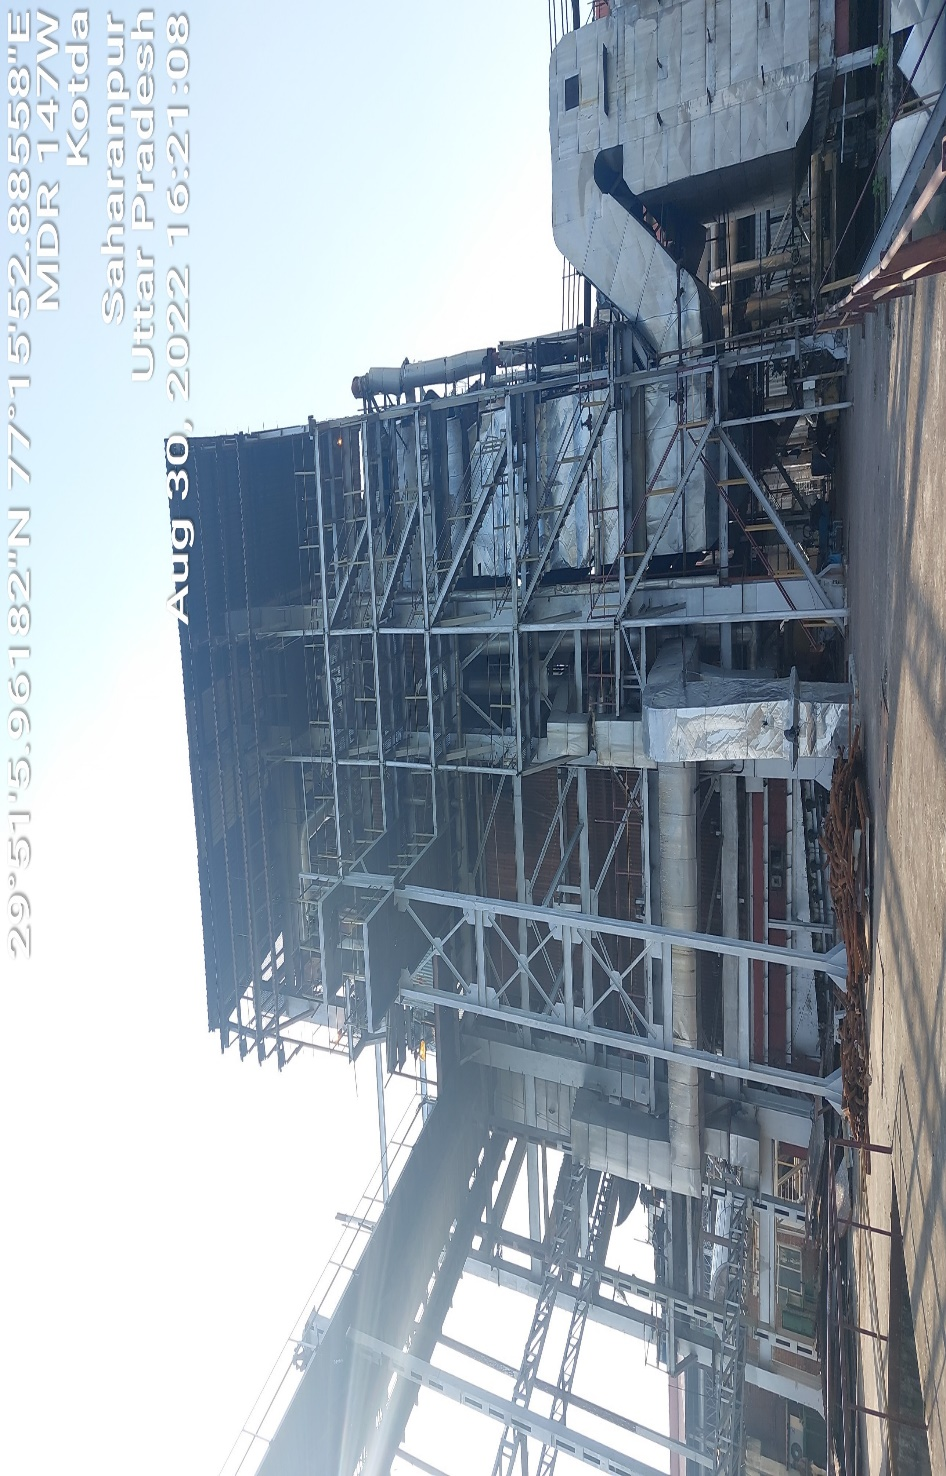 29°51'5.96182"N 77°15'52.88558"E
MDR 147W
Kotda
Saharanpur
Uttar Pradesh
Aug 30, 2022 16:21:08